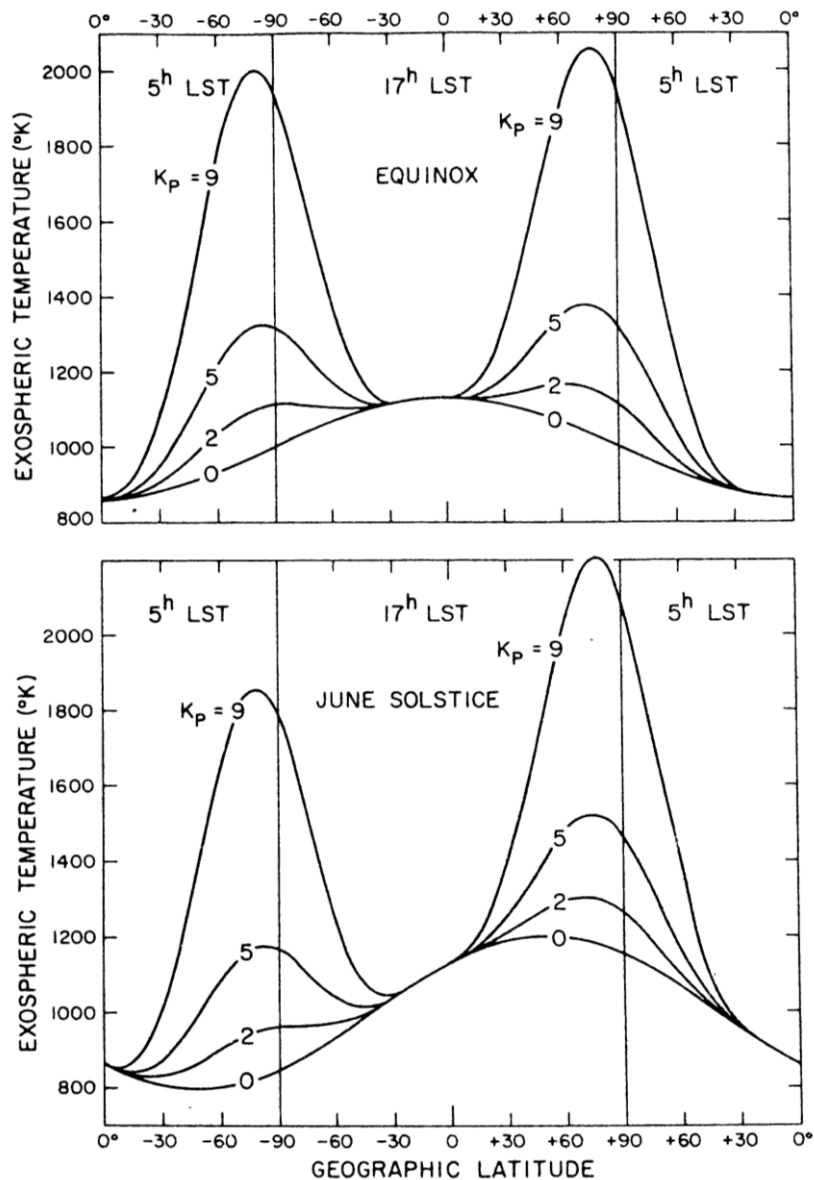 0° -30 -60 -90 -60 -30 0 +30 +60 +90 +60 +30 0°
5h LST 17h LST 5h LST
2000
1800
1600
1400
1200
1000
800
EXOSPHERIC TEMPERATURE (°K)
KP = 9
KP = 9
EQUINOX
5
5
2
2
0
0
5h LST 17h LST 5h LST
2000
1800
1600
1400
1200
1000
800
EXOSPHERIC TEMPERATURE (°K)
KP = 9
KP = 9
JUNE SOLSTICE
5
5
2
2
0
0
0° -30 -60 -90 -60 -30 0 +30 +60 +90 +60 +30 0°
GEOGRAPHIC LATITUDE